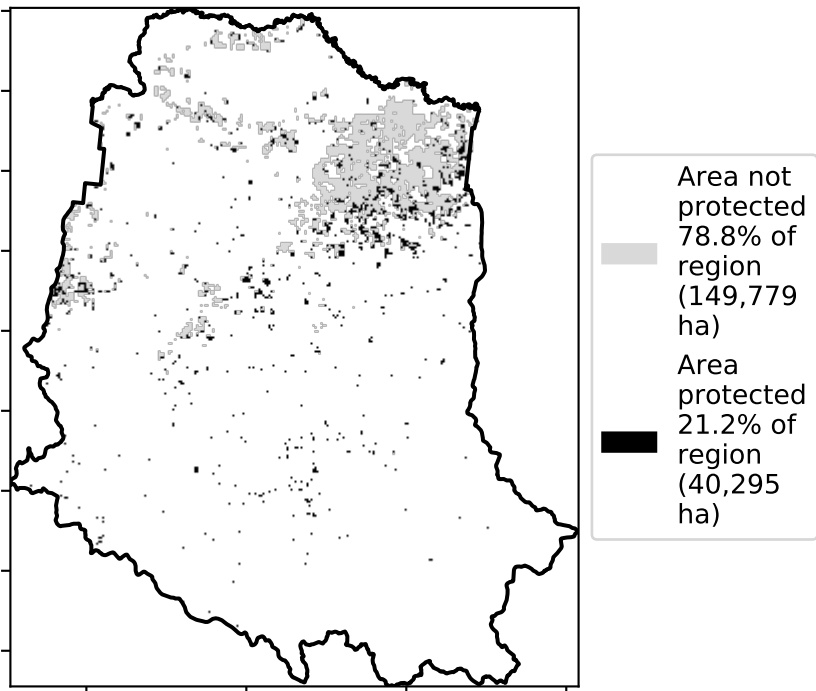 Area not
protected
78.8% of
region
(149,779
ha)
Area
protected
21.2% of
region
(40,295
ha)